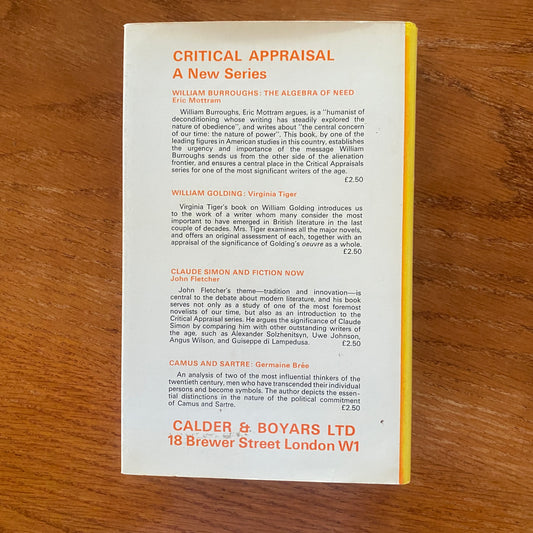 CRITICAL APPRAISAL
A New Series
WILLIAM BURROUGHS: THE ALGEBRA OF NEED
Eric Mottram
William Burroughs, Eric Mottram argues, is a "humanist of
deconditioning whose writing has steadily explored the
nature of obedience", and writes about "the central concern
of our time: the nature of power". This book, by one of the
leading figures in American studies in this country, establishes
the urgency and importance of the message William
Burroughs sends us from the other side of the alienation
frontier, and ensures a central place in the Critical Appraisals
series for one of the most significant writers of the age.
£2.50
WILLIAM GOLDING: Virginia Tiger
Virginia Tiger's book on William Golding introduces us
to the work of a writer whom many consider the most
important to have emerged in British literature in the last
couple of decades. Mrs. Tiger examines all the major novels,
and offers an original assessment of each, together with an
appraisal of the significance of Golding's oeuvre as a whole.
£2.50
CLAUDE SIMON AND FICTION NOW
John Fletcher
John Fletcher's theme—tradition and innovation—is
central to the debate about modern literature, and his book
serves not only as a study of one of the most foremost
novelists of our time, but also as an introduction to the
Critical Appraisal series. He argues the significance of Claude
Simon by comparing him with other outstanding writers of
the age, such as Alexander Solzhenitsyn, Uwe Johnson,
Angus Wilson, and Guiseppe di Lampedusa. £2.50
CAMUS AND SARTRE: Germaine Brée
An analysis of two of the most influential thinkers of the
twentieth century, men who have transcended their individual
persons and become symbols. The author depicts the essen-
tial distinctions in the nature of the political commitment
of Camus and Sartre. £2.50
CALDER & BOYARS LTD
18 Brewer Street London W1